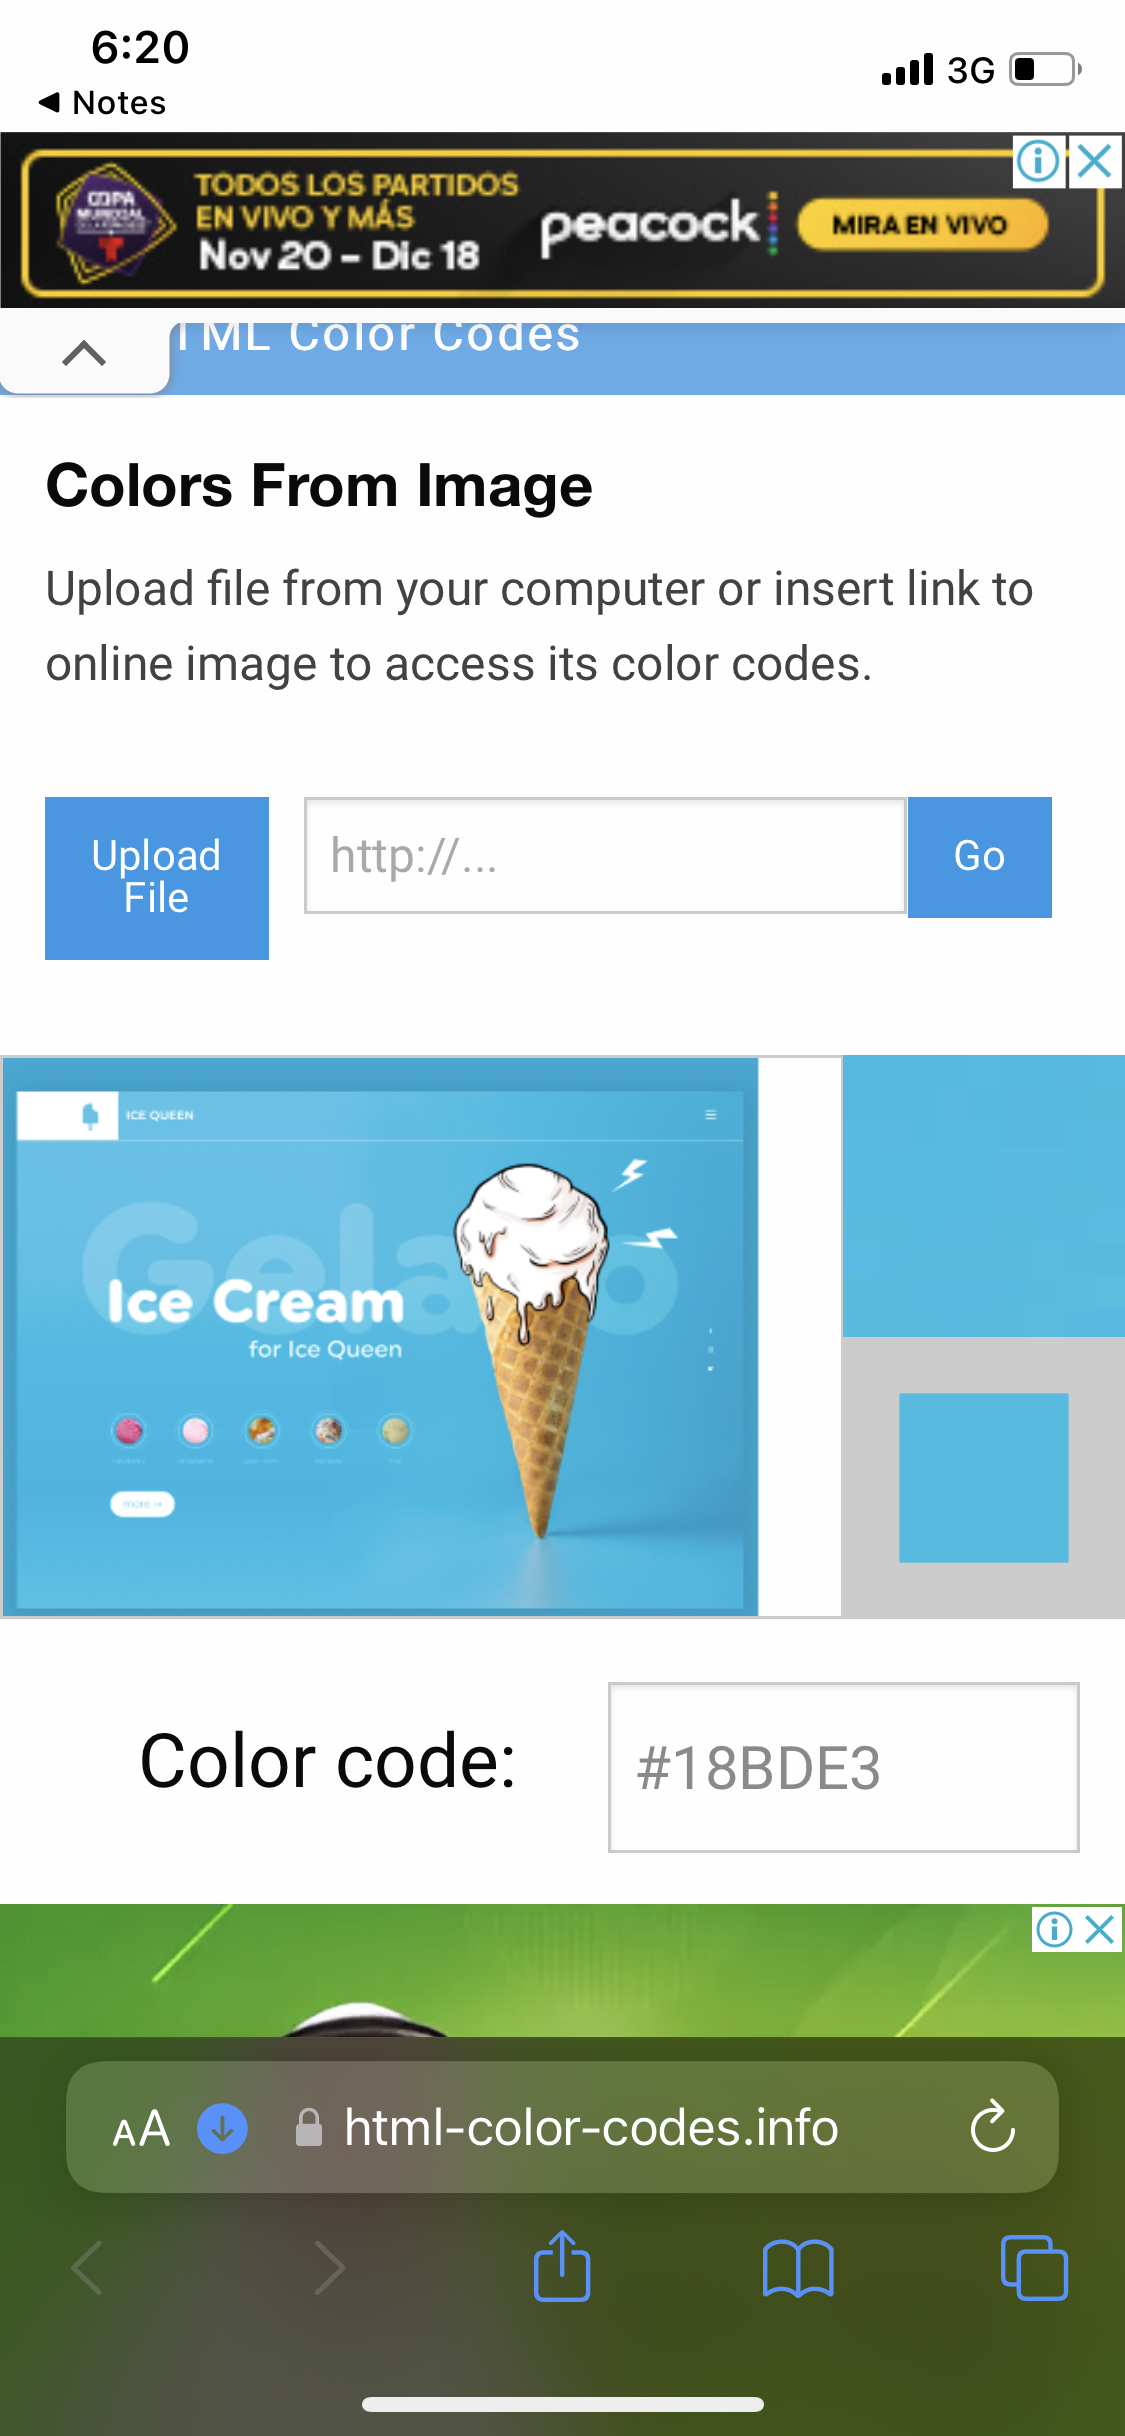 6:20
3G
◀ Notes
COPA
MUNDIAL
TODOS LOS PARTIDOS
EN VIVO Y MÁS
Nov 20 – Dic 18
peacock
MIRA EN VIVO
TML Color Codes
Colors From Image
Upload file from your computer or insert link to
online image to access its color codes.
Upload
File
http://...
Go
ICE QUEEN
Gelato
Ice Cream
for Ice Queen
more →
Color code:
#18BDE3
AA
html-color-codes.info